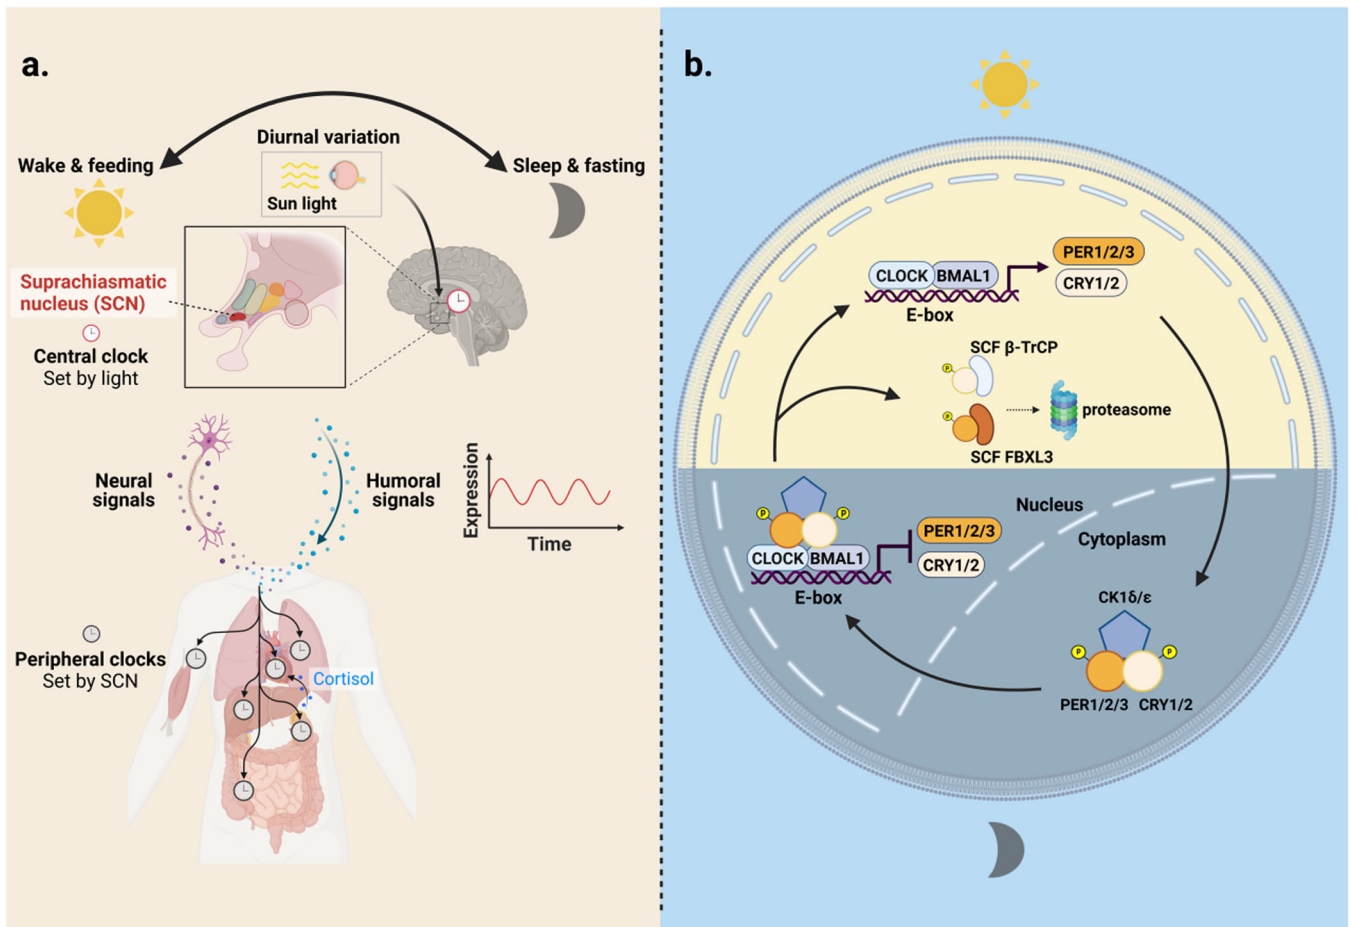 a.
Diurnal variation
Wake & feeding
Sleep & fasting
Sun light
Suprachiasmatic
nucleus (SCN)
Central clock
Set by light
Neural
signals
Humoral
signals
Expression
Time
Peripheral clocks
Set by SCN
Cortisol
b.
PER1/2/3
CLOCK
BMAL1
CRY1/2
E-box
SCF β-TrCP
P
proteasome
P
SCF FBXL3
Nucleus
P
P
PER1/2/3
Cytoplasm
CLOCK
BMAL1
CRY1/2
E-box
CK1δ/ε
P
P
PER1/2/3
CRY1/2